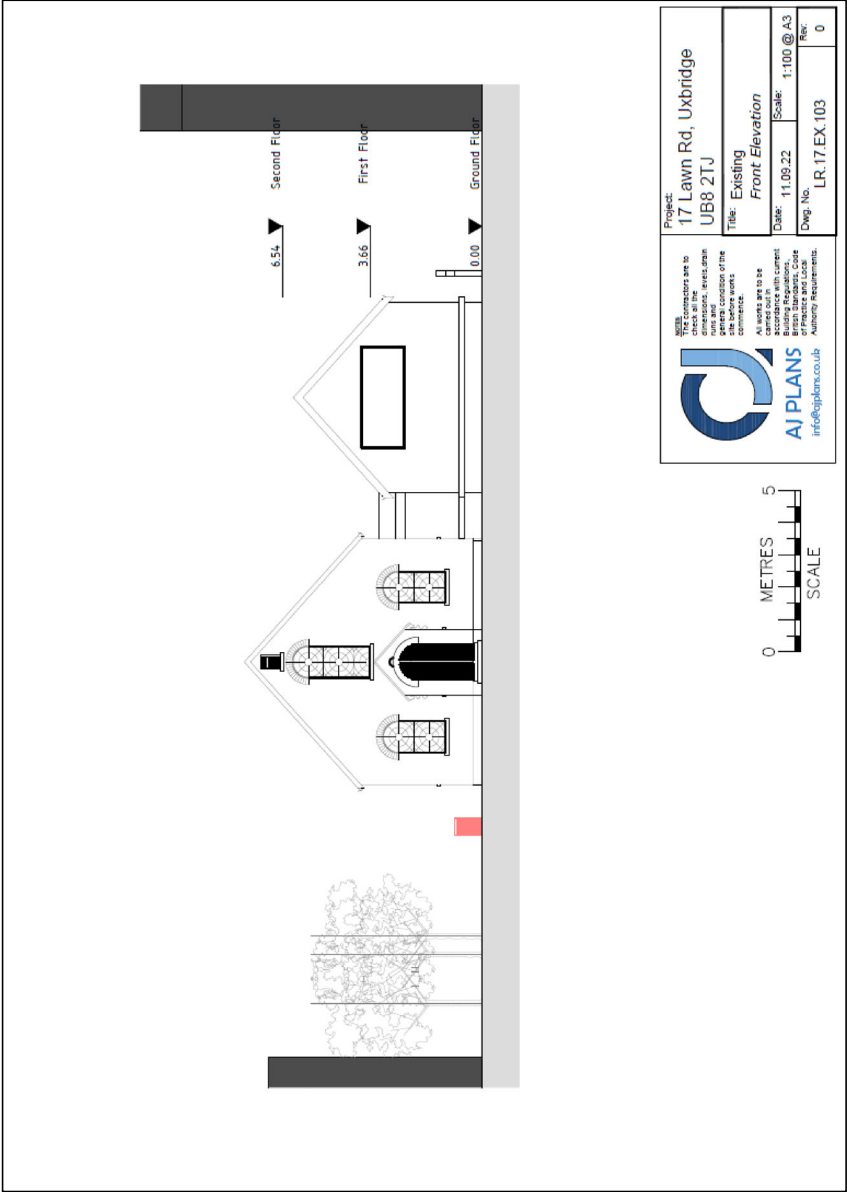 6.54 Second Floor
3.66 First Floor
0.00 Ground Floor
0 METRES 5
SCALE
AJ PLANS
info@ajplans.co.uk
NOTES
The contractors are to
check all the
dimensions, levels,drain
runs and
general condition of the
site before works
commence.
All works are to be
carried out in
accordance with current
Building Regulations,
British Standards, Code
of Practice and Local
Authority Requirements.
Project:
17 Lawn Rd, Uxbridge
UB8 2TJ
Title: Existing
Front Elevation
Date: 11.09.22 Scale: 1:100 @ A3
Dwg. No. LR.17.EX.103 Rev: 0